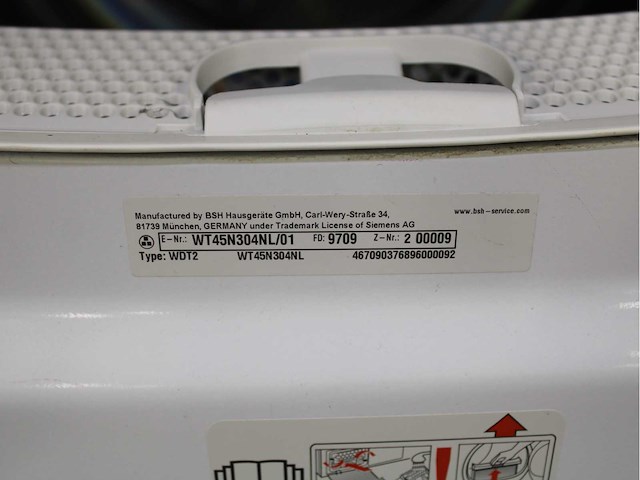 Manufactured by BSH Hausgeräte GmbH, Carl-Wery-Straße 34,
81739 München, GERMANY under Trademark License of Siemens AG
www.bsh-service.com
E-Nr.: WT45N304NL/01 FD: 9709 Z-Nr.: 2 00009
Type: WDT2 WT45N304NL 467090376896000092